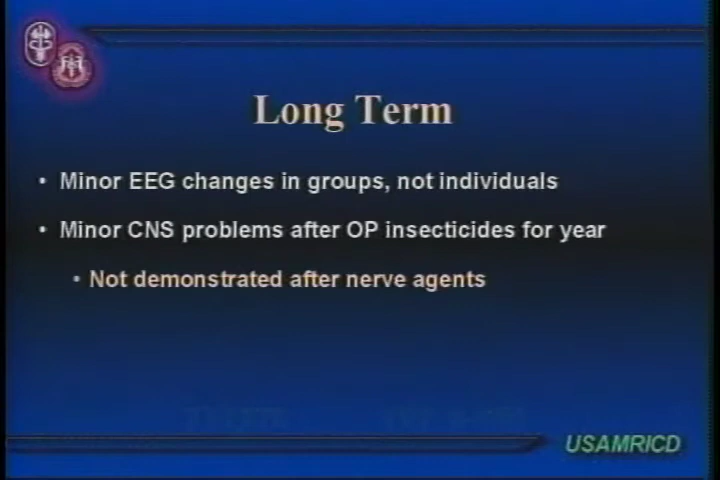 Long Term
• Minor EEG changes in groups, not individuals
• Minor CNS problems after OP insecticides for year
• Not demonstrated after nerve agents
USAMRICD